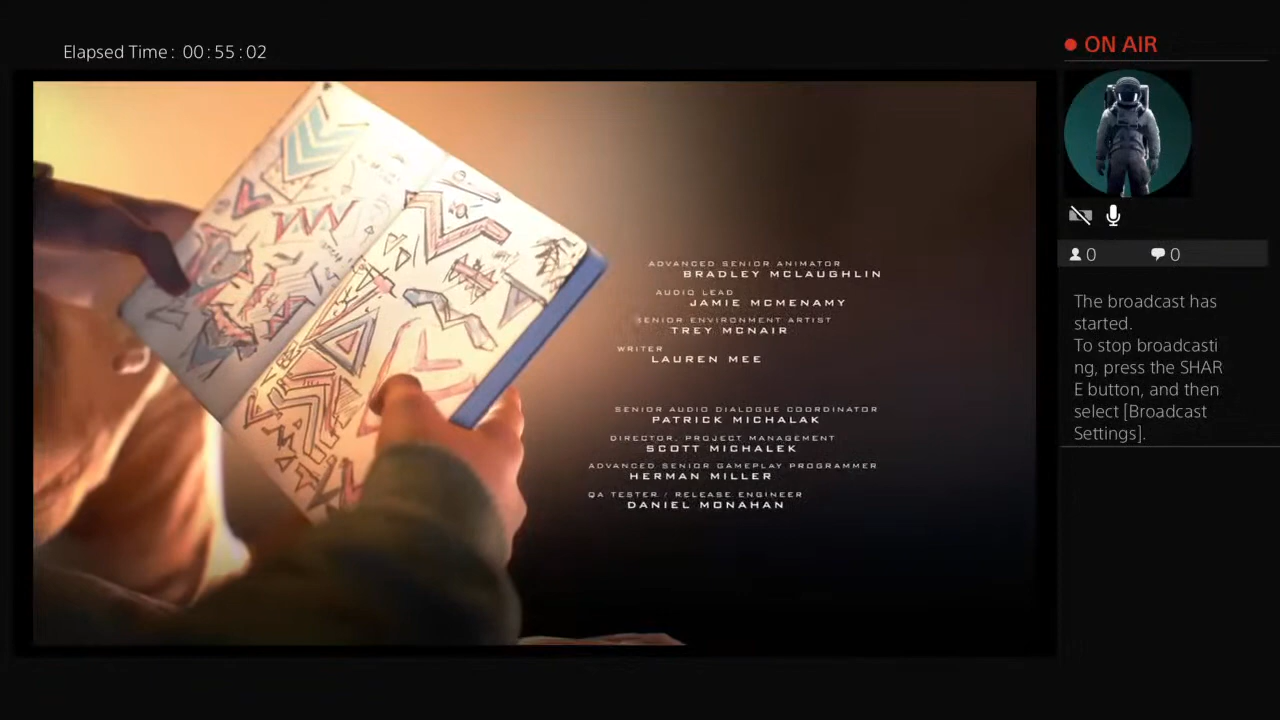 Elapsed Time: 00:55:02
ON AIR
ADVANCED SENIOR ANIMATOR
BRADLEY MCLAUGHLIN
AUDIO LEAD
JAMIE MCMENAMY
SENIOR ENVIRONMENT ARTIST
TREY MCNAIR
WRITER
LAUREN MEE
SENIOR AUDIO DIALOGUE COORDINATOR
PATRICK MICHALAK
DIRECTOR, PROJECT MANAGEMENT
SCOTT MICHALEK
ADVANCED SENIOR GAMEPLAY PROGRAMMER
HERMAN MILLER
QA TESTER / RELEASE ENGINEER
DANIEL MONAHAN
0
0
The broadcast has
started.
To stop broadcasti
ng, press the SHAR
E button, and then
select [Broadcast
Settings].